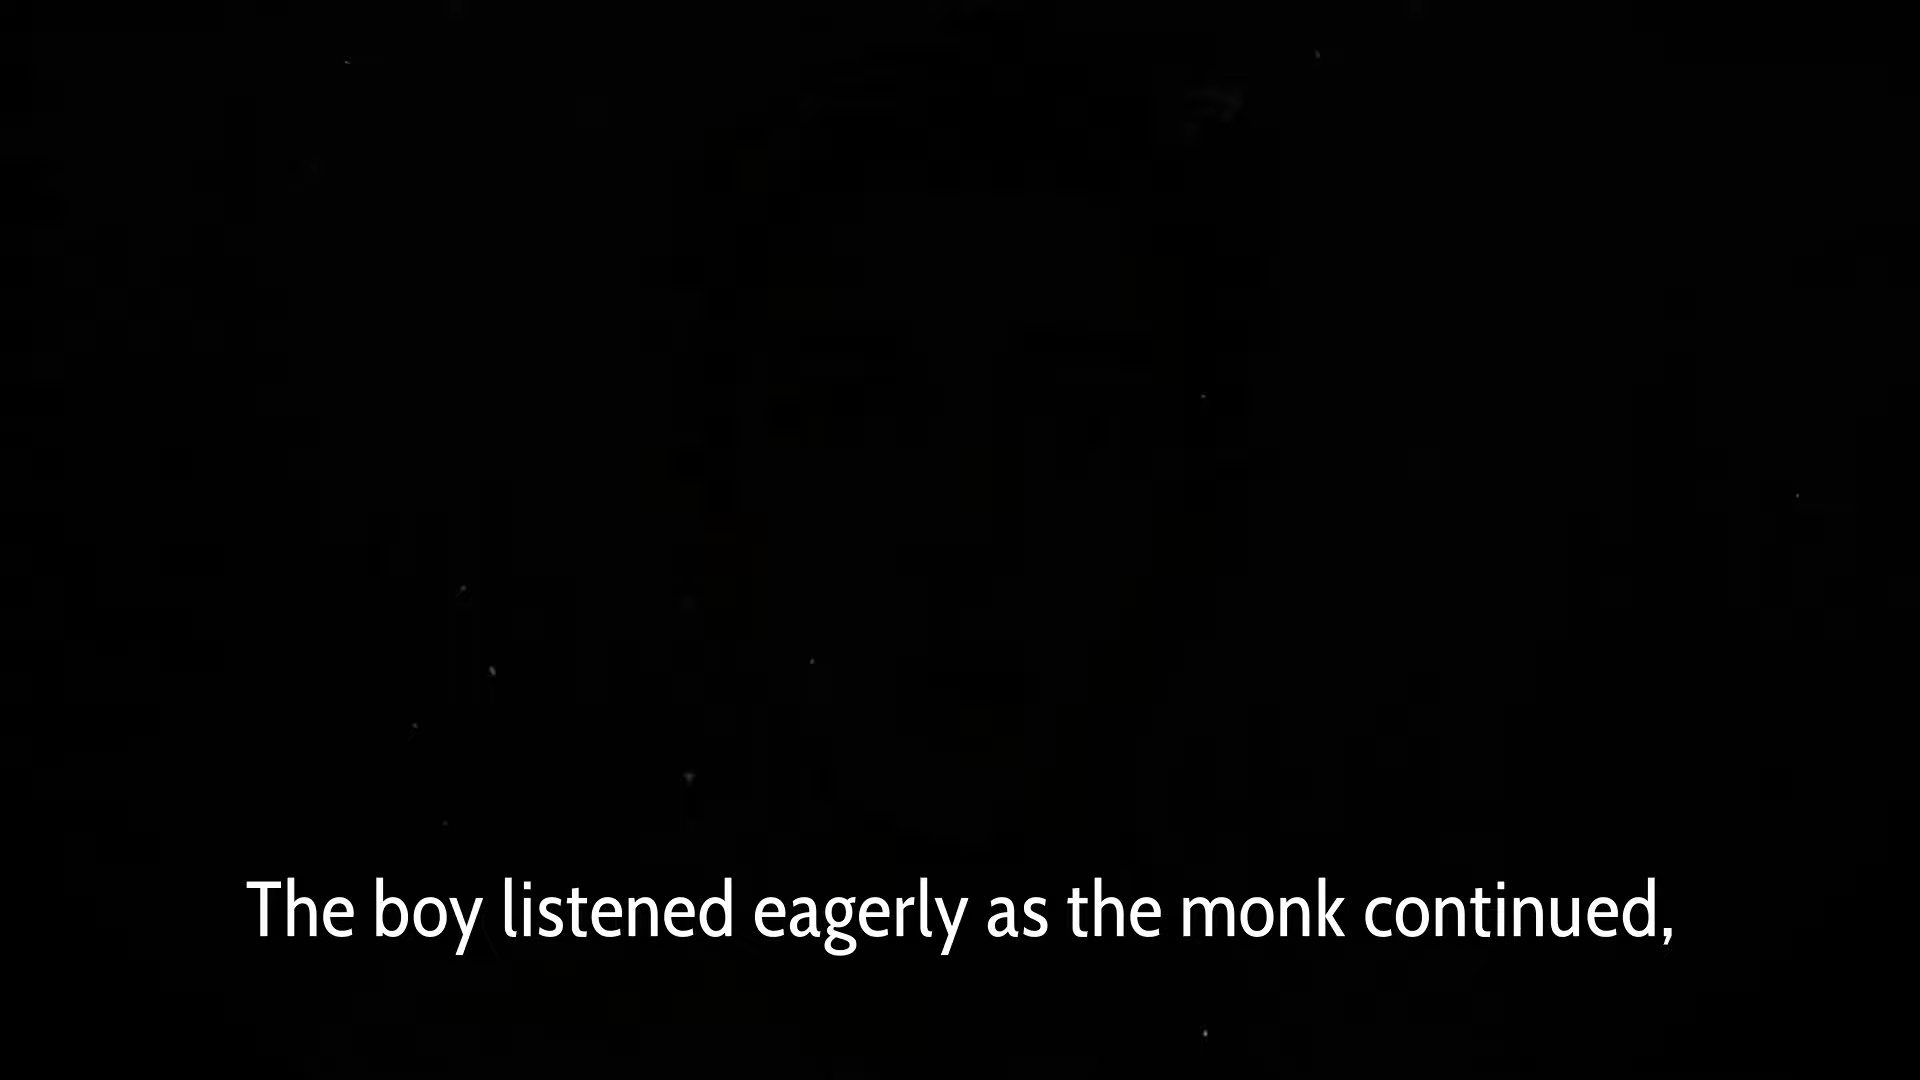 The boy listened eagerly as the monk continued,